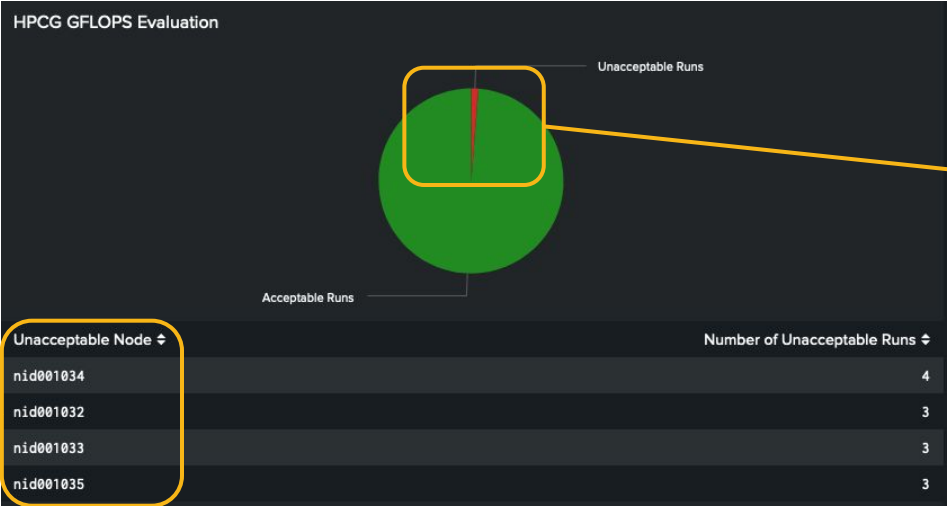 HPCG GFLOPS Evaluation
Unacceptable Runs
Acceptable Runs
Unacceptable Node Number of Unacceptable Runs
nid001034 4
nid001032 3
nid001033 3
nid001035 3